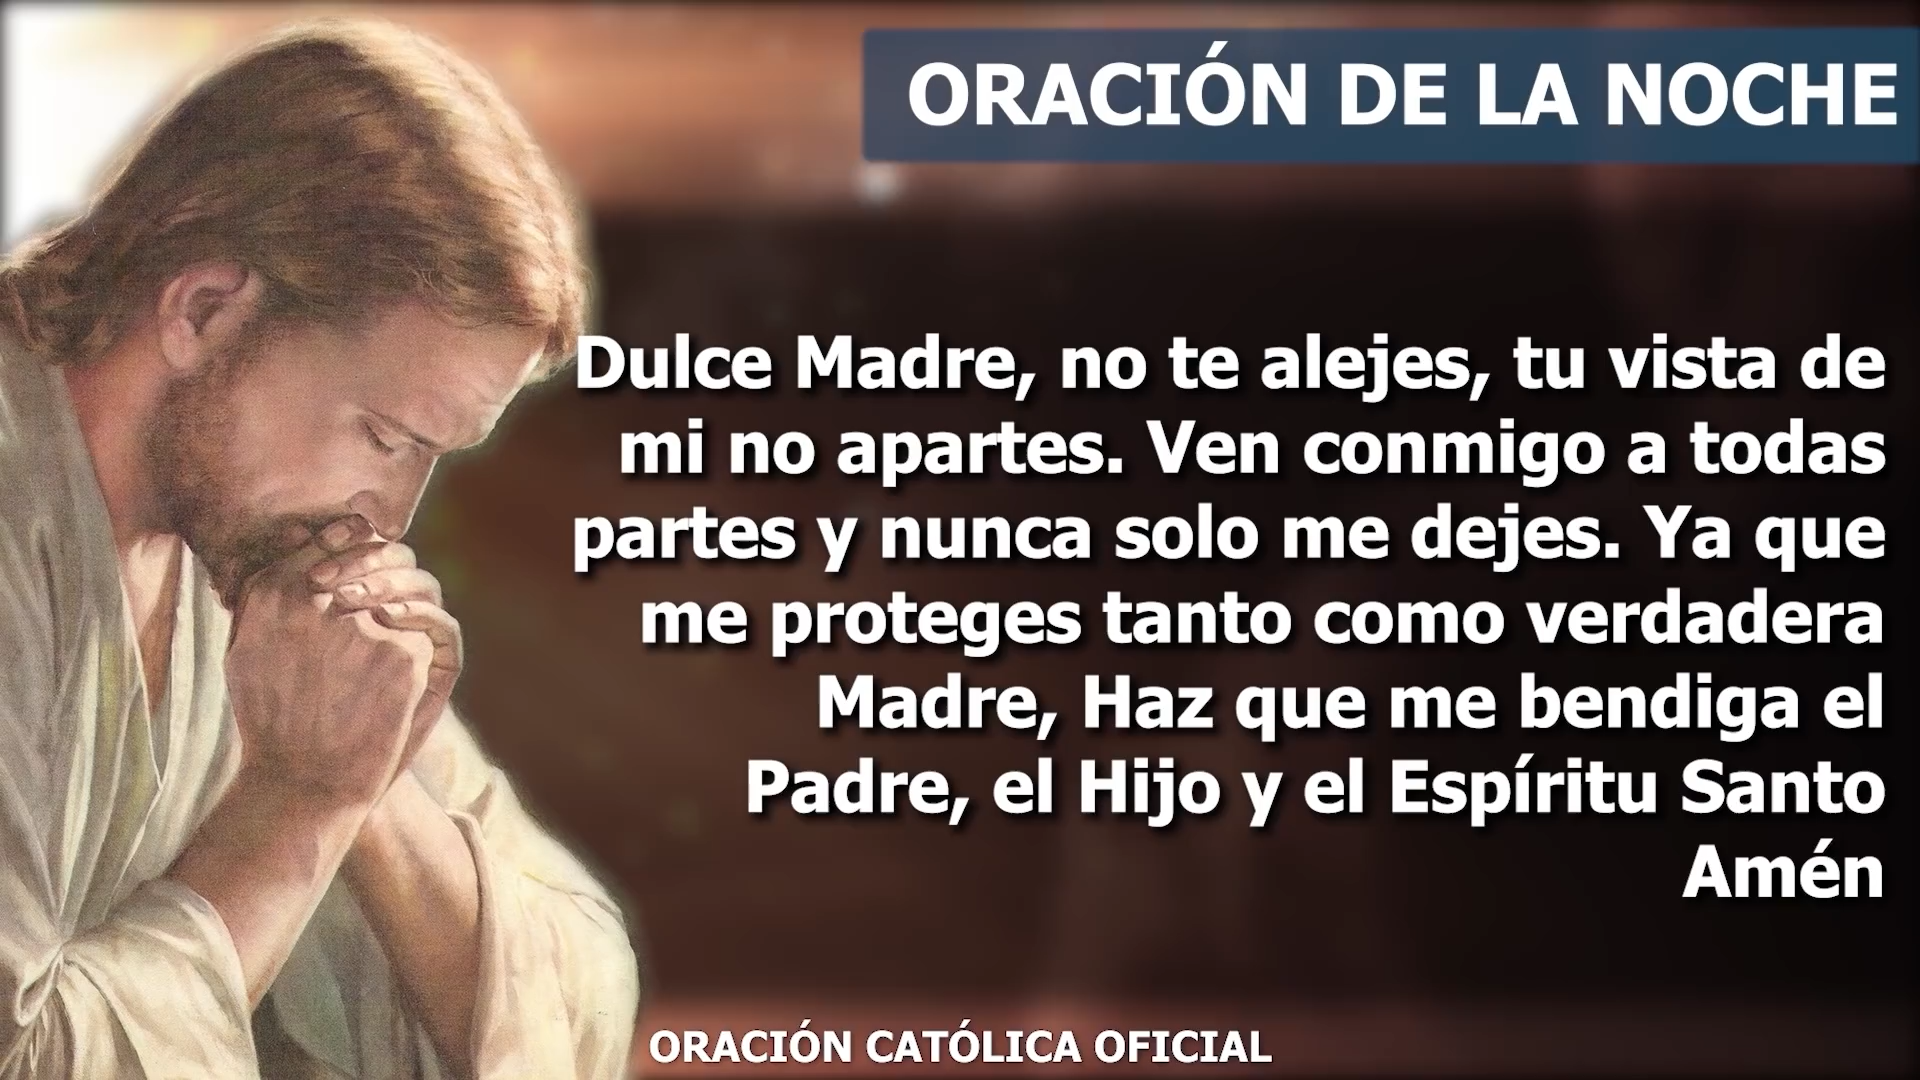 ORACIÓN DE LA NOCHE
Dulce Madre, no te alejes, tu vista de
mi no apartes. Ven conmigo a todas
partes y nunca solo me dejes. Ya que
me proteges tanto como verdadera
Madre, Haz que me bendiga el
Padre, el Hijo y el Espíritu Santo
Amén
ORACIÓN CATÓLICA OFICIAL